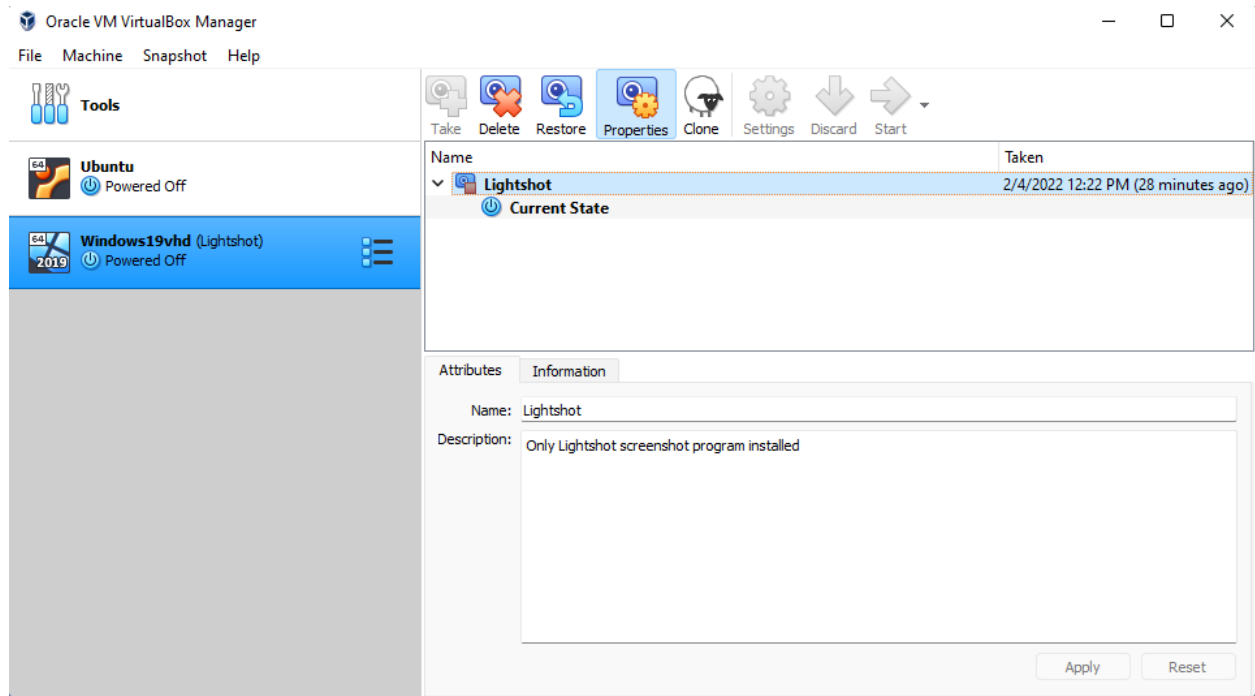 Oracle VM VirtualBox Manager
File Machine Snapshot Help
Tools
64
Ubuntu
Powered Off
64
2019
Windows19vhd (Lightshot)
Powered Off
Take Delete Restore Properties Clone Settings Discard Start
Name Taken
Lightshot 2/4/2022 12:22 PM (28 minutes ago)
Current State
Attributes Information
Name: Lightshot
Description: Only Lightshot screenshot program installed
Apply Reset